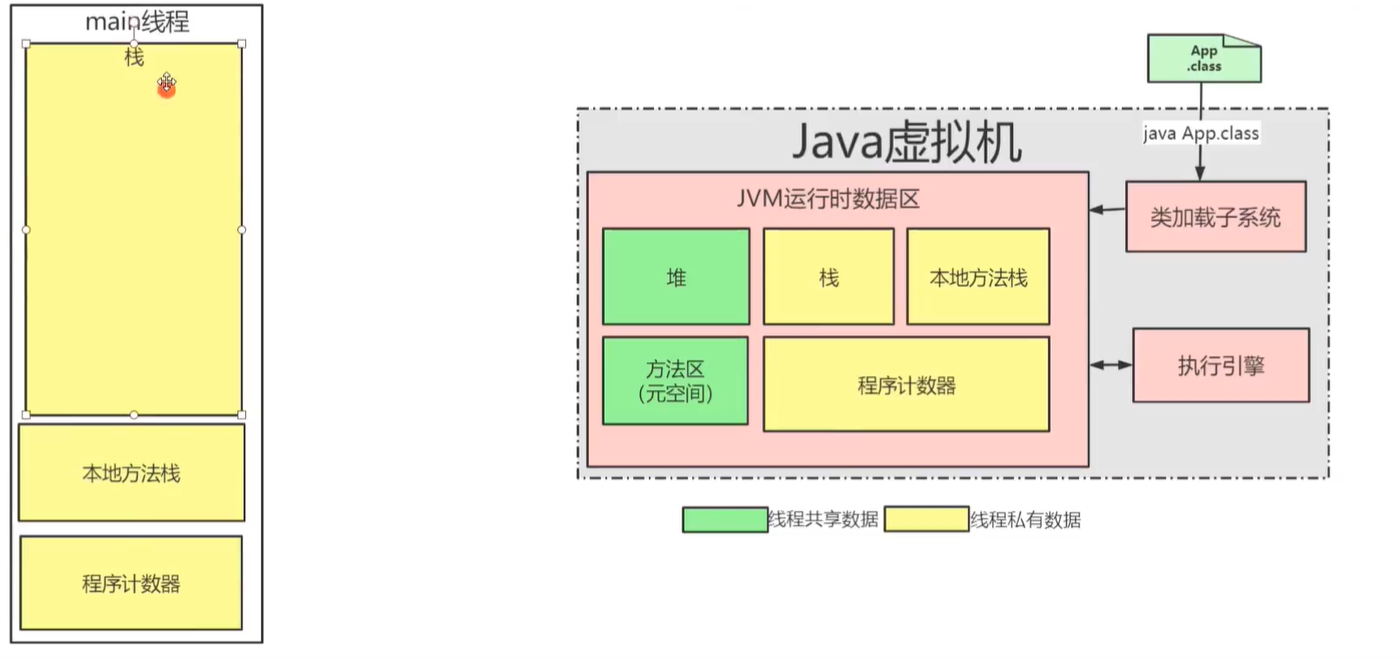 main线程
栈
本地方法栈
程序计数器
App
.class
java App.class
Java虚拟机
JVM运行时数据区
堆
栈
本地方法栈
方法区
（元空间）
程序计数器
类加载子系统
执行引擎
线程共享数据
线程私有数据